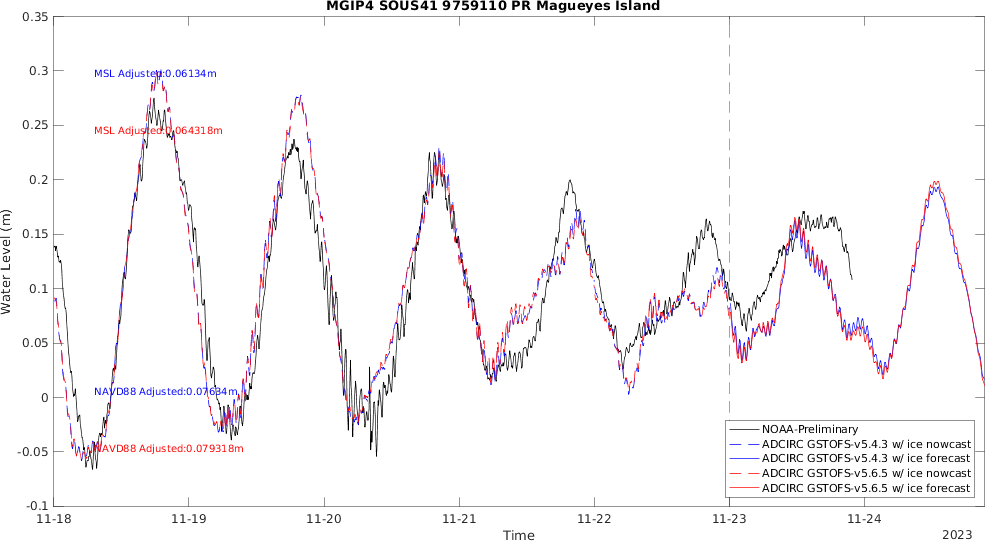 MGIP4 SOUS41 9759110 PR Magueyes Island
0.35
0.3
0.25
0.2
0.15
0.1
0.05
0
-0.05
-0.1
Water Level (m)
MSL Adjusted:0.06134m
MSL Adjusted:0.064318m
NAVD88 Adjusted:0.07634m
NAVD88 Adjusted:0.079318m
NOAA-Preliminary
ADCIRC GSTOFS-v5.4.3 w/ ice nowcast
ADCIRC GSTOFS-v5.4.3 w/ ice forecast
ADCIRC GSTOFS-v5.6.5 w/ ice nowcast
ADCIRC GSTOFS-v5.6.5 w/ ice forecast
11-18 11-19 11-20 11-21 11-22 11-23 11-24
Time
2023